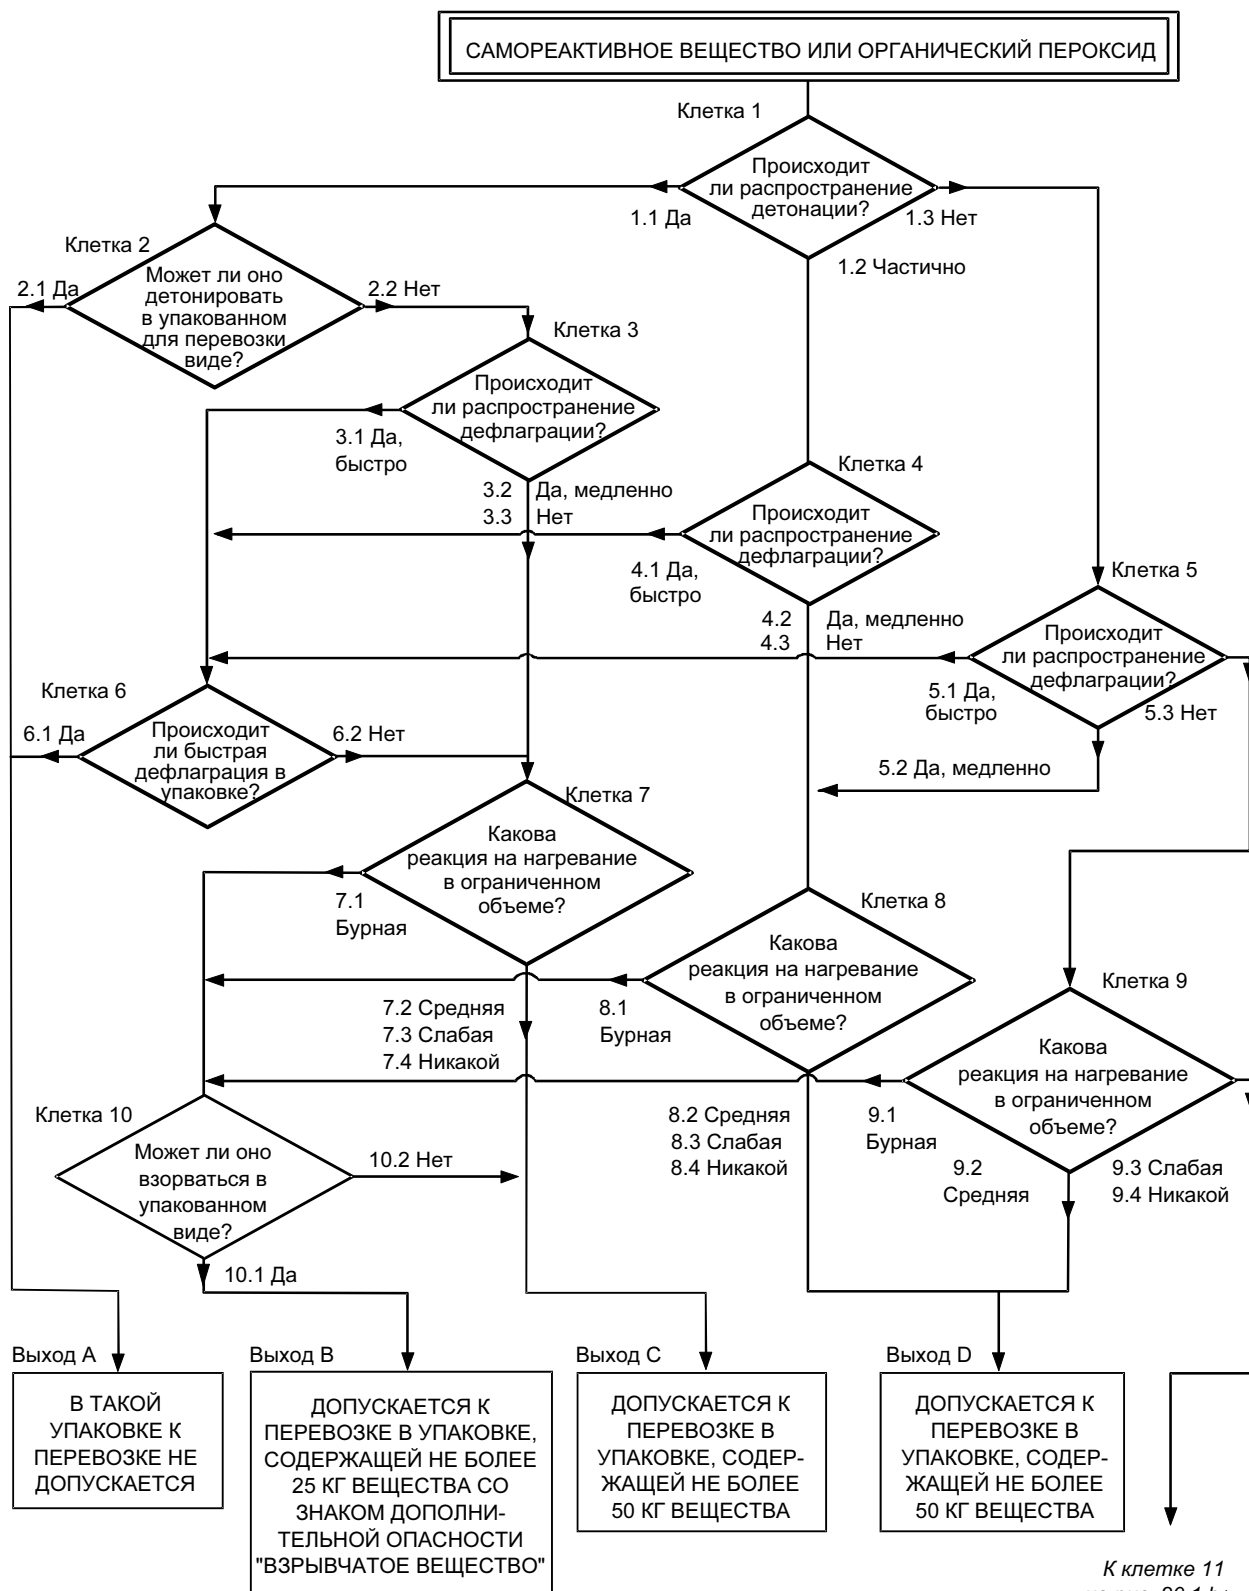 САМОРЕАКТИВНОЕ ВЕЩЕСТВО ИЛИ ОРГАНИЧЕСКИЙ ПЕРОКСИД
Клетка 1
Происходит
ли распространение
детонации?
1.1 Да
1.3 Нет
1.2 Частично
Клетка 2
Может ли оно
детонировать
в упакованном
для перевозки
виде?
2.1 Да
2.2 Нет
Клетка 3
Происходит
ли распространение
дефлаграции?
3.1 Да,
быстро
3.2 Да, медленно
3.3 Нет
Клетка 4
Происходит
ли распространение
дефлаграции?
4.1 Да,
быстро
4.2 Да, медленно
4.3 Нет
Клетка 5
Происходит
ли распространение
дефлаграции?
5.1 Да,
быстро
5.3 Нет
5.2 Да, медленно
Клетка 6
Происходит
ли быстрая
дефлаграция в
упаковке?
6.1 Да
6.2 Нет
Клетка 7
Какова
реакция на нагревание
в ограниченном
объеме?
7.1
Бурная
7.2 Средняя
7.3 Слабая
7.4 Никакой
Клетка 8
Какова
реакция на нагревание
в ограниченном
объеме?
8.1
Бурная
8.2 Средняя
8.3 Слабая
8.4 Никакой
Клетка 9
Какова
реакция на нагревание
в ограниченном
объеме?
9.1
Бурная
9.2
Средняя
9.3 Слабая
9.4 Никакой
Клетка 10
Может ли оно
взорваться в
упакованном
виде?
10.2 Нет
10.1 Да
Выход A
В ТАКОЙ
УПАКОВКЕ К
ПЕРЕВОЗКЕ НЕ
ДОПУСКАЕТСЯ
Выход B
ДОПУСКАЕТСЯ К
ПЕРЕВОЗКЕ В УПАКОВКЕ,
СОДЕРЖАЩЕЙ НЕ БОЛЕЕ
25 КГ ВЕЩЕСТВА СО
ЗНАКОМ ДОПОЛНИ-
ТЕЛЬНОЙ ОПАСНОСТИ
"ВЗРЫВЧАТОЕ ВЕЩЕСТВО"
Выход C
ДОПУСКАЕТСЯ К
ПЕРЕВОЗКЕ В
УПАКОВКЕ, СОДЕР-
ЖАЩЕЙ НЕ БОЛЕЕ
50 КГ ВЕЩЕСТВА
Выход D
ДОПУСКАЕТСЯ К
ПЕРЕВОЗКЕ В
УПАКОВКЕ, СОДЕР-
ЖАЩЕЙ НЕ БОЛЕЕ
50 КГ ВЕЩЕСТВА
К клетке 11